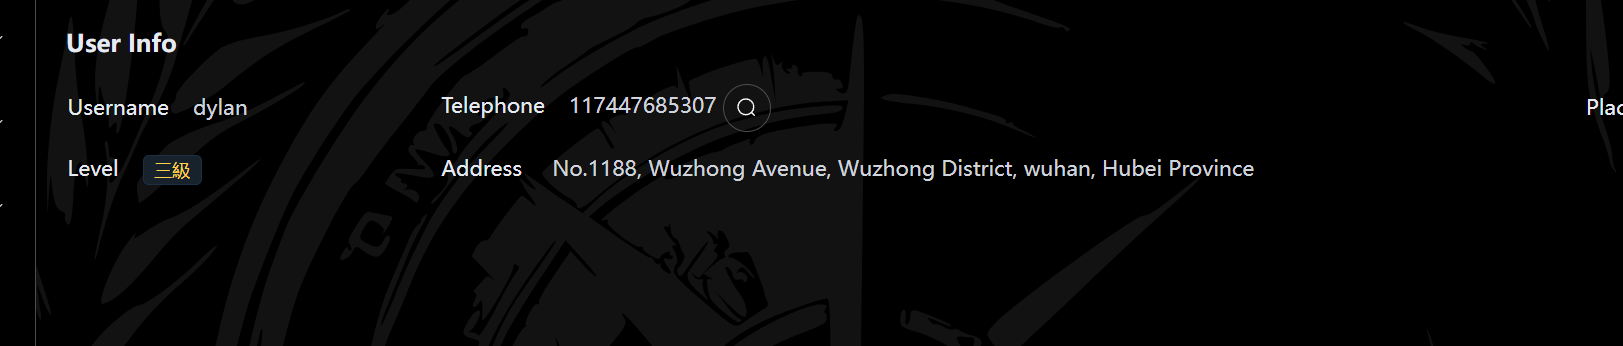 User Info
Username dylan Telephone 117447685307 Plac
Level 三級 Address No.1188, Wuzhong Avenue, Wuzhong District, wuhan, Hubei Province